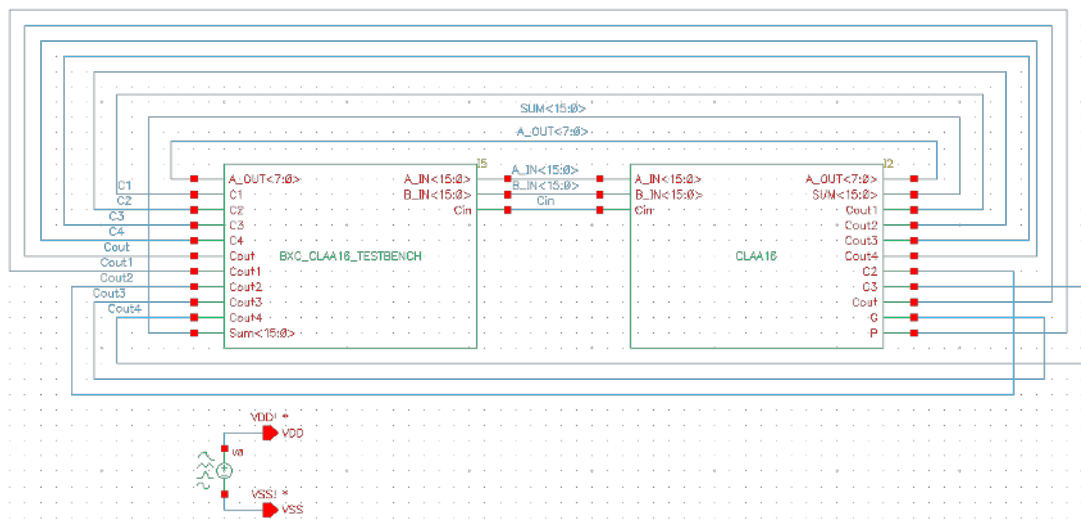 SUM<15:0>
A_OUT<7:0>
I5
I2
A_IN<15:0>
B_IN<15:0>
Cin
C1
C2
C3
C4
Cout
Cout1
Cout2
Cout3
Cout4
A_OUT<7:0>
C1
C2
C3
C4
Cout
Cout1
Cout2
Cout3
Cout4
Sum<15:0>
BXC_CLAA16_TESTBENCH
A_IN<15:0>
B_IN<15:0>
Cin
A_IN<15:0>
B_IN<15:0>
Cin
CLAA16
A_OUT<7:0>
SUM<15:0>
Cout1
Cout2
Cout3
Cout4
C2
C3
Cout
G
P
VDD! *
VDD
V0
VSS! *
VSS